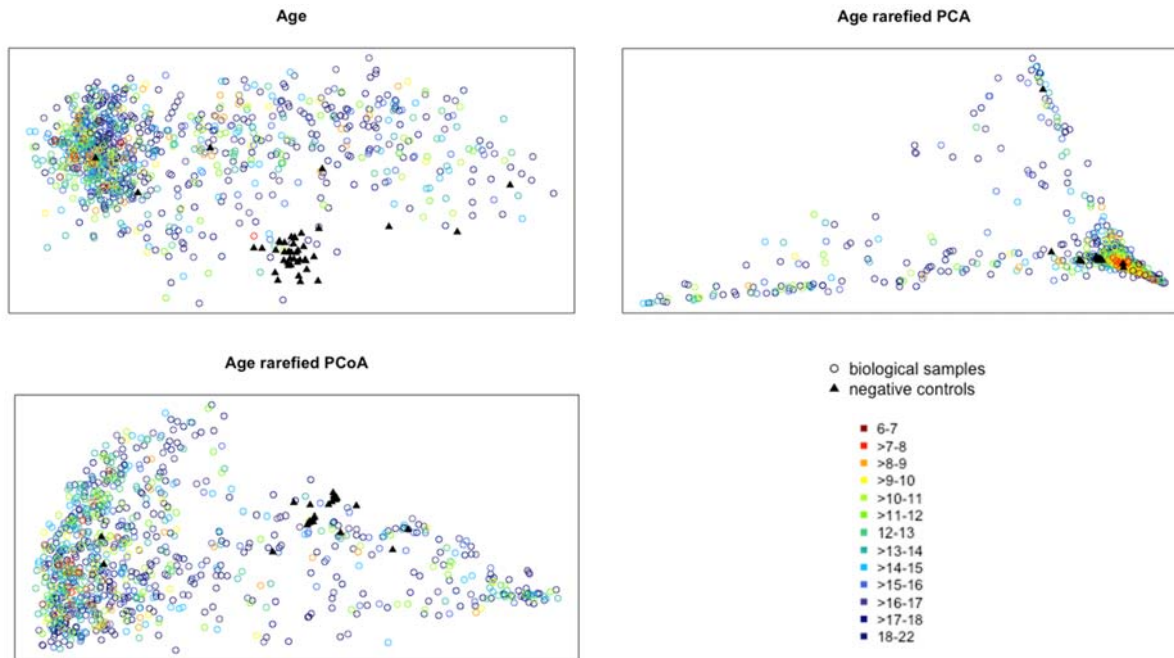 Age
Age rarefied PCA
Age rarefied PCoA
biological samples
negative controls
6-7
>7-8
>8-9
>9-10
>10-11
>11-12
12-13
>13-14
>14-15
>15-16
>16-17
>17-18
18-22